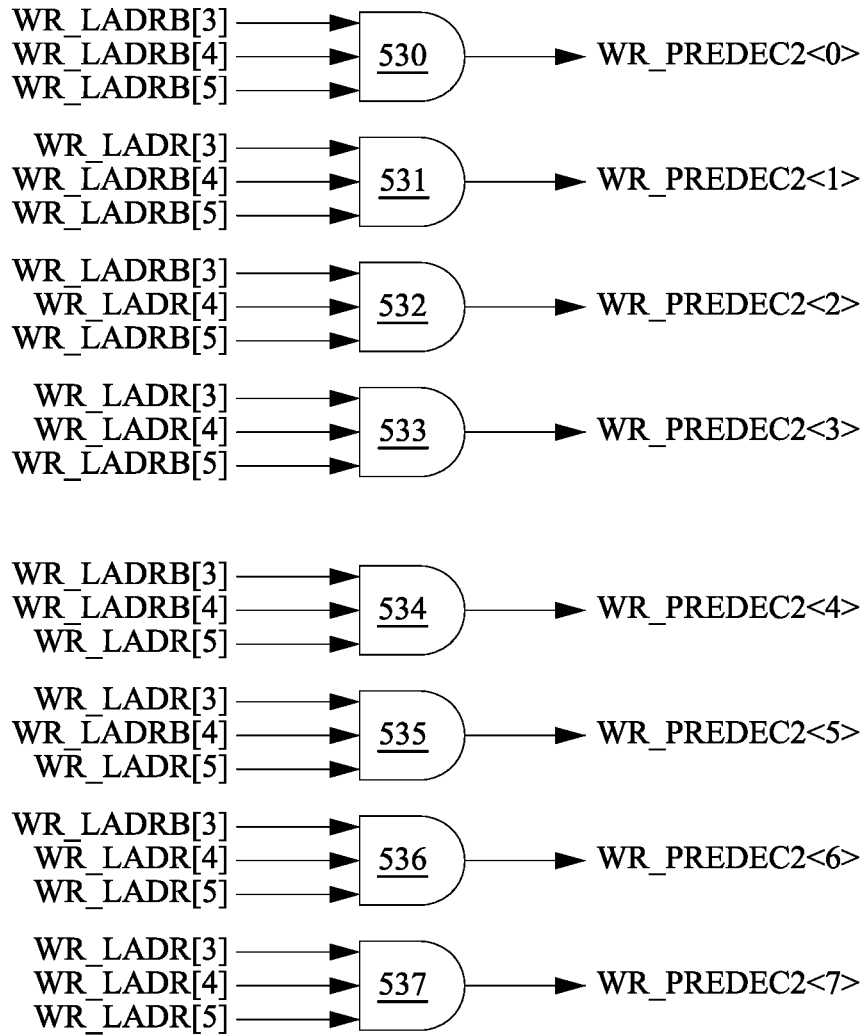 WR_LADRB[3]
WR_LADRB[4] 530 WR_PREDEC2<0>
WR_LADRB[5]
WR_LADR[3]
WR_LADRB[4] 531 WR_PREDEC2<1>
WR_LADRB[5]
WR_LADRB[3]
WR_LADR[4] 532 WR_PREDEC2<2>
WR_LADRB[5]
WR_LADR[3]
WR_LADR[4] 533 WR_PREDEC2<3>
WR_LADRB[5]
WR_LADRB[3]
WR_LADRB[4] 534 WR_PREDEC2<4>
WR_LADR[5]
WR_LADR[3]
WR_LADRB[4] 535 WR_PREDEC2<5>
WR_LADR[5]
WR_LADRB[3]
WR_LADR[4] 536 WR_PREDEC2<6>
WR_LADR[5]
WR_LADR[3]
WR_LADR[4] 537 WR_PREDEC2<7>
WR_LADR[5]